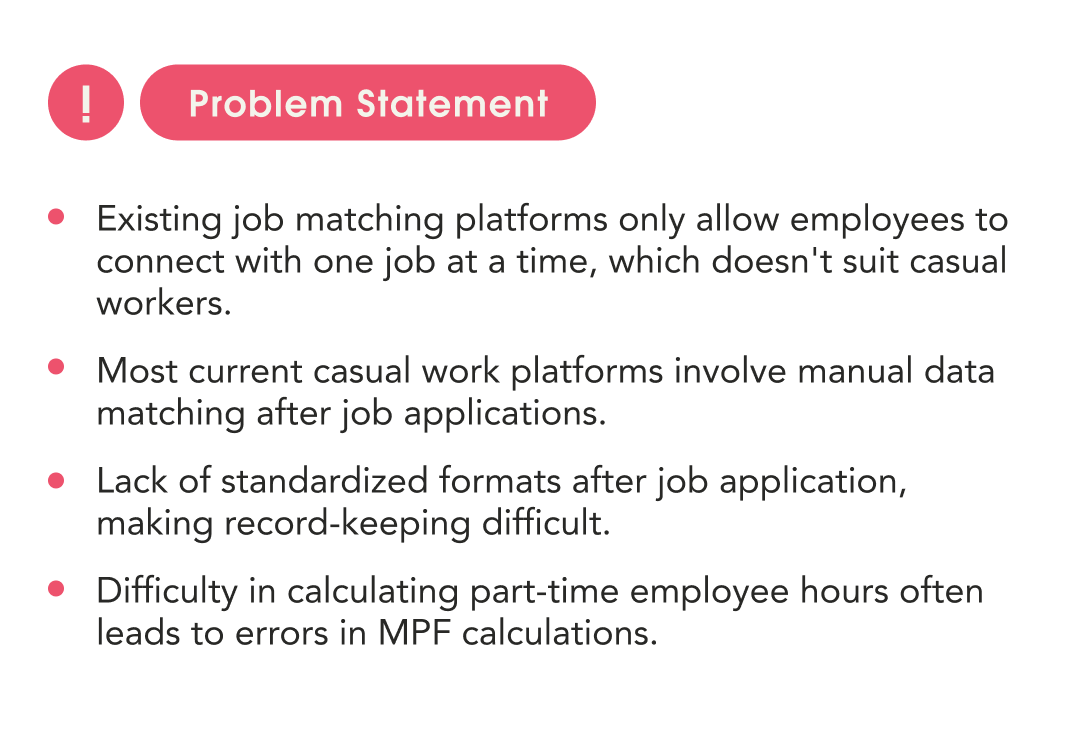 !
Problem Statement
Existing job matching platforms only allow employees to
connect with one job at a time, which doesn't suit casual
workers.
Most current casual work platforms involve manual data
matching after job applications.
Lack of standardized formats after job application,
making record-keeping difficult.
Difficulty in calculating part-time employee hours often
leads to errors in MPF calculations.